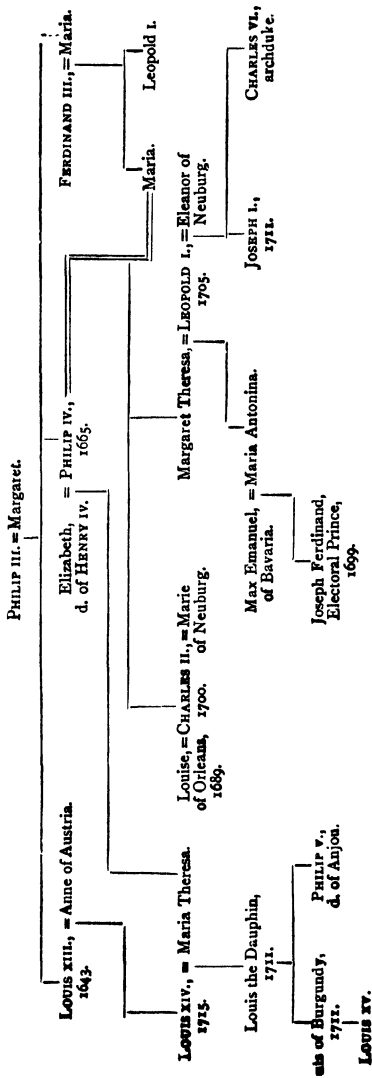 PHILIP III. = Margaret.
LOUIS XIII., = Anne of Austria.
1643.
Elizabeth, = PHILIP IV.,
d. of HENRY IV. 1665.
FERDINAND III., = Maria.
Maria. Leopold I.
LOUIS XIV., = Maria Theresa.
1715.
Louise, = CHARLES II., = Marie
of Orleans, 1700. of Neuburg.
1689.
Margaret Theresa, = LEOPOLD I., = Eleanor of
1705. Neuburg.
Louis the Dauphin,
1711.
Max Emanuel, = Maria Antonina.
of Bavaria.
JOSEPH I.,
1711.
CHARLES VI.,
archduke.
uis of Burgundy,
1712.
PHILIP V.,
d. of Anjou.
Joseph Ferdinand,
Electoral Prince,
1699.
LOUIS XV.